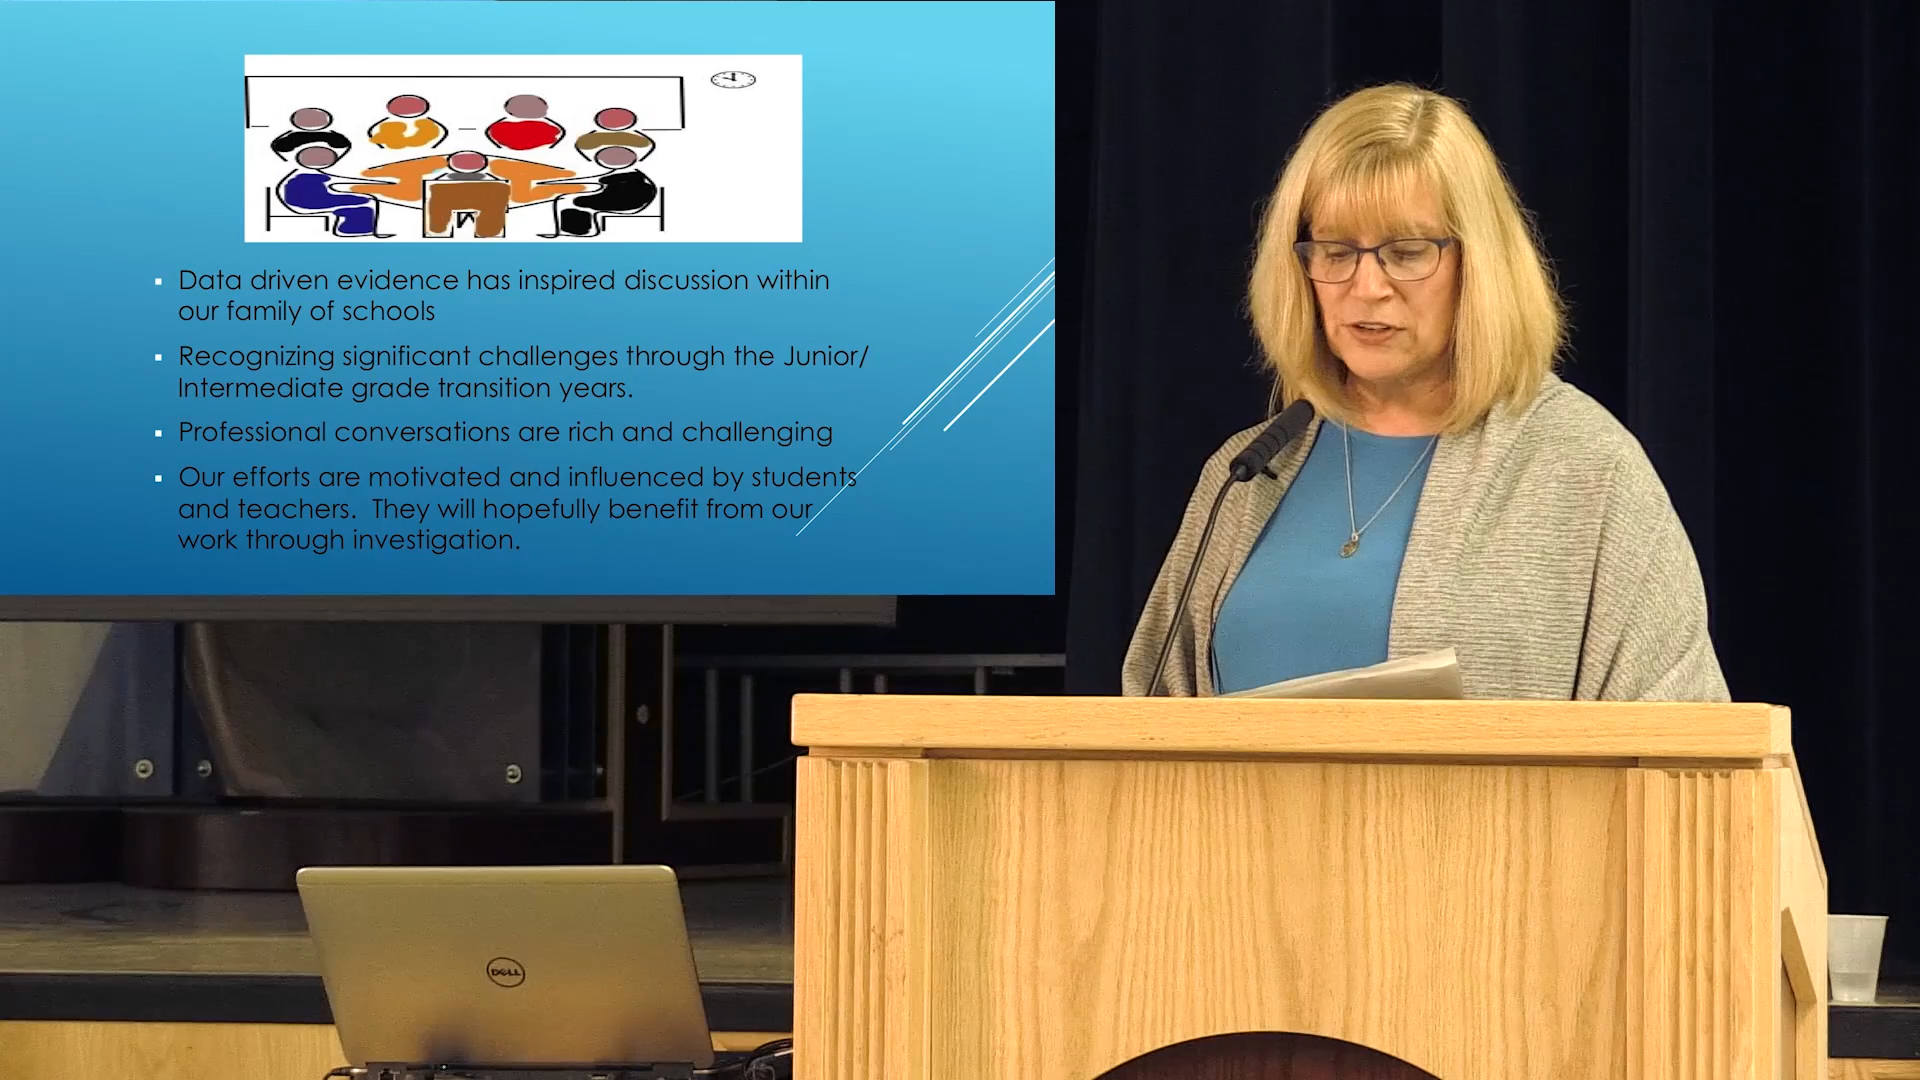 Data driven evidence has inspired discussion within
our family of schools
Recognizing significant challenges through the Junior/
Intermediate grade transition years.
Professional conversations are rich and challenging
Our efforts are motivated and influenced by students
and teachers.  They will hopefully benefit from our
work through investigation.
DELL